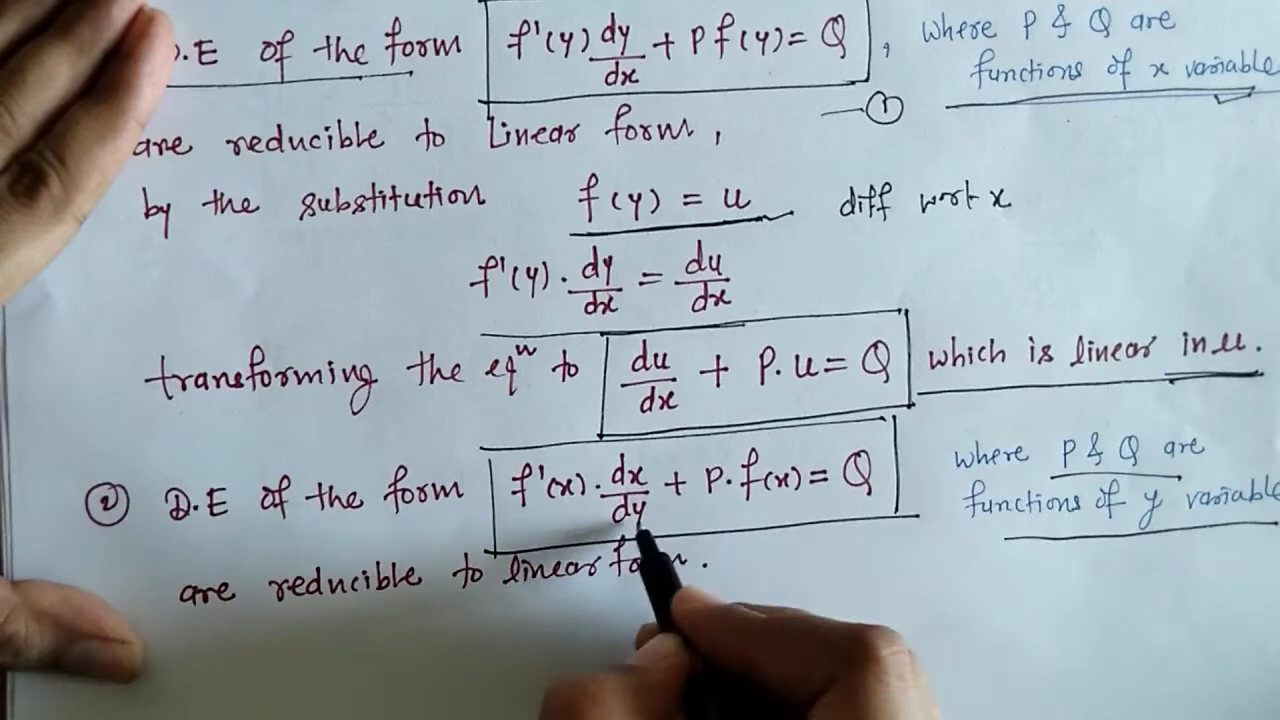 D.E of the form f'(y) dy/dx + P f(y) = Q , where P & Q are functions of x variable
—①
are reducible to Linear form,
by the substitution f(y) = u diff wrt x
f'(y) . dy/dx = du/dx
transforming the eqⁿ to du/dx + P.u = Q which is linear in u.
② D.E of the form f'(x) . dx/dy + P.f(x) = Q where P & Q are functions of y variable
are reducible to linear form.